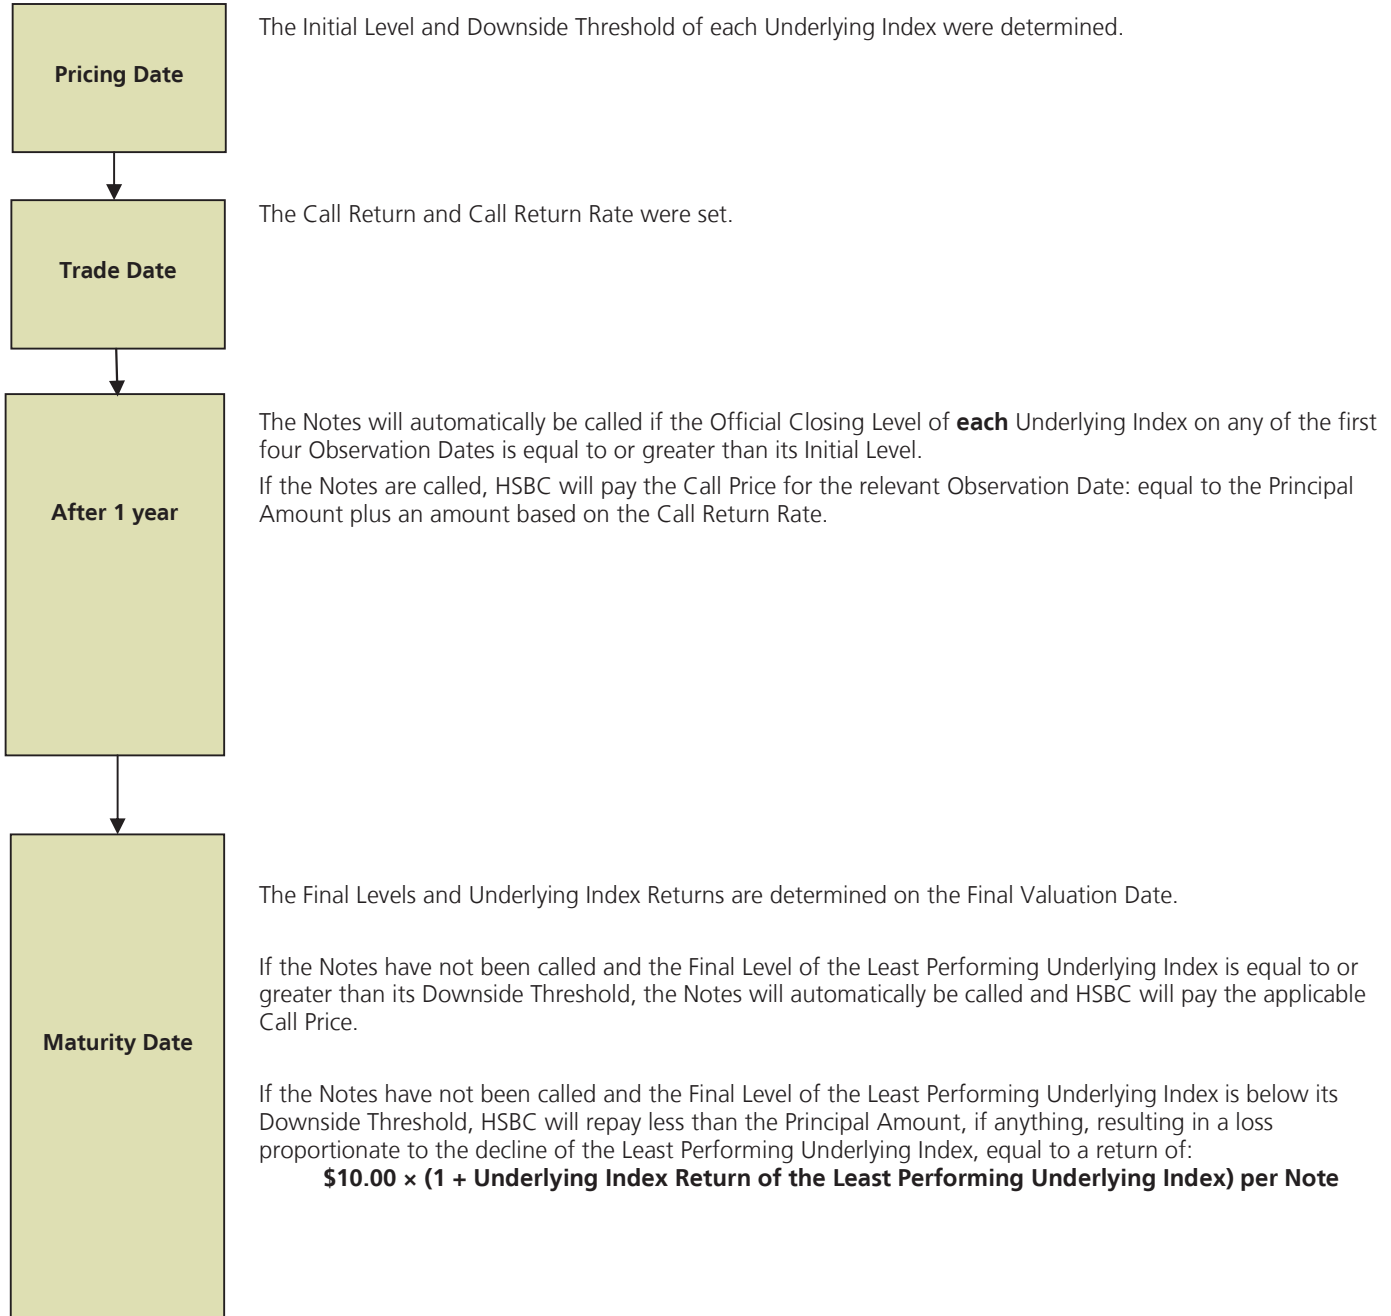 The Initial Level and Downside Threshold of each Underlying Index were determined.
Pricing Date
The Call Return and Call Return Rate were set.
Trade Date
The Notes will automatically be called if the Official Closing Level of each Underlying Index on any of the first
four Observation Dates is equal to or greater than its Initial Level.
If the Notes are called, HSBC will pay the Call Price for the relevant Observation Date: equal to the Principal
Amount plus an amount based on the Call Return Rate.
After 1 year
The Final Levels and Underlying Index Returns are determined on the Final Valuation Date.
If the Notes have not been called and the Final Level of the Least Performing Underlying Index is equal to or
greater than its Downside Threshold, the Notes will automatically be called and HSBC will pay the applicable
Call Price.
Maturity Date
If the Notes have not been called and the Final Level of the Least Performing Underlying Index is below its
Downside Threshold, HSBC will repay less than the Principal Amount, if anything, resulting in a loss
proportionate to the decline of the Least Performing Underlying Index, equal to a return of:
$10.00 × (1 + Underlying Index Return of the Least Performing Underlying Index) per Note